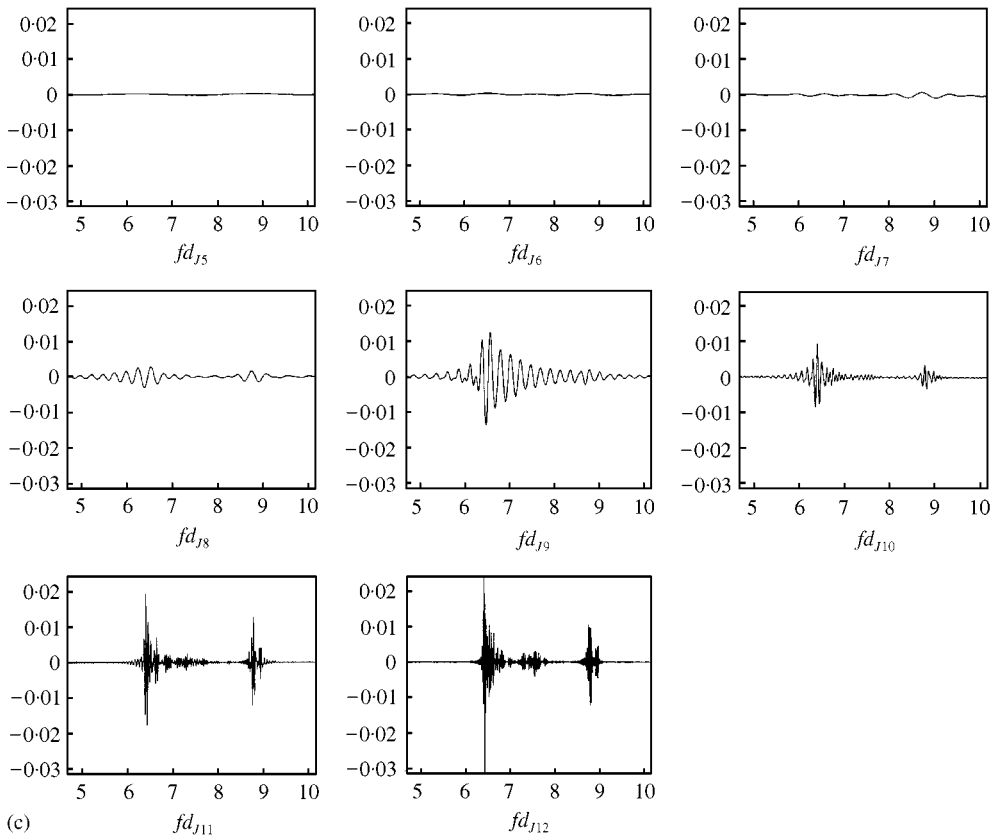 0·02 0·02 0·02
0·01 0·01 0·01
0 0 0
−0·01 −0·01 −0·01
−0·02 −0·02 −0·02
−0·03 −0·03 −0·03
5 6 7 8 9 10 5 6 7 8 9 10 5 6 7 8 9 10
fd_J5 fd_J6 fd_J7
0·02 0·02 0·02
0·01 0·01 0·01
0 0 0
−0·01 −0·01 −0·01
−0·02 −0·02 −0·02
−0·03 −0·03 −0·03
5 6 7 8 9 10 5 6 7 8 9 10 5 6 7 8 9 10
fd_J8 fd_J9 fd_J10
0·02 0·02
0·01 0·01
0 0
−0·01 −0·01
−0·02 −0·02
−0·03 −0·03
5 6 7 8 9 10 5 6 7 8 9 10
(c) fd_J11 fd_J12